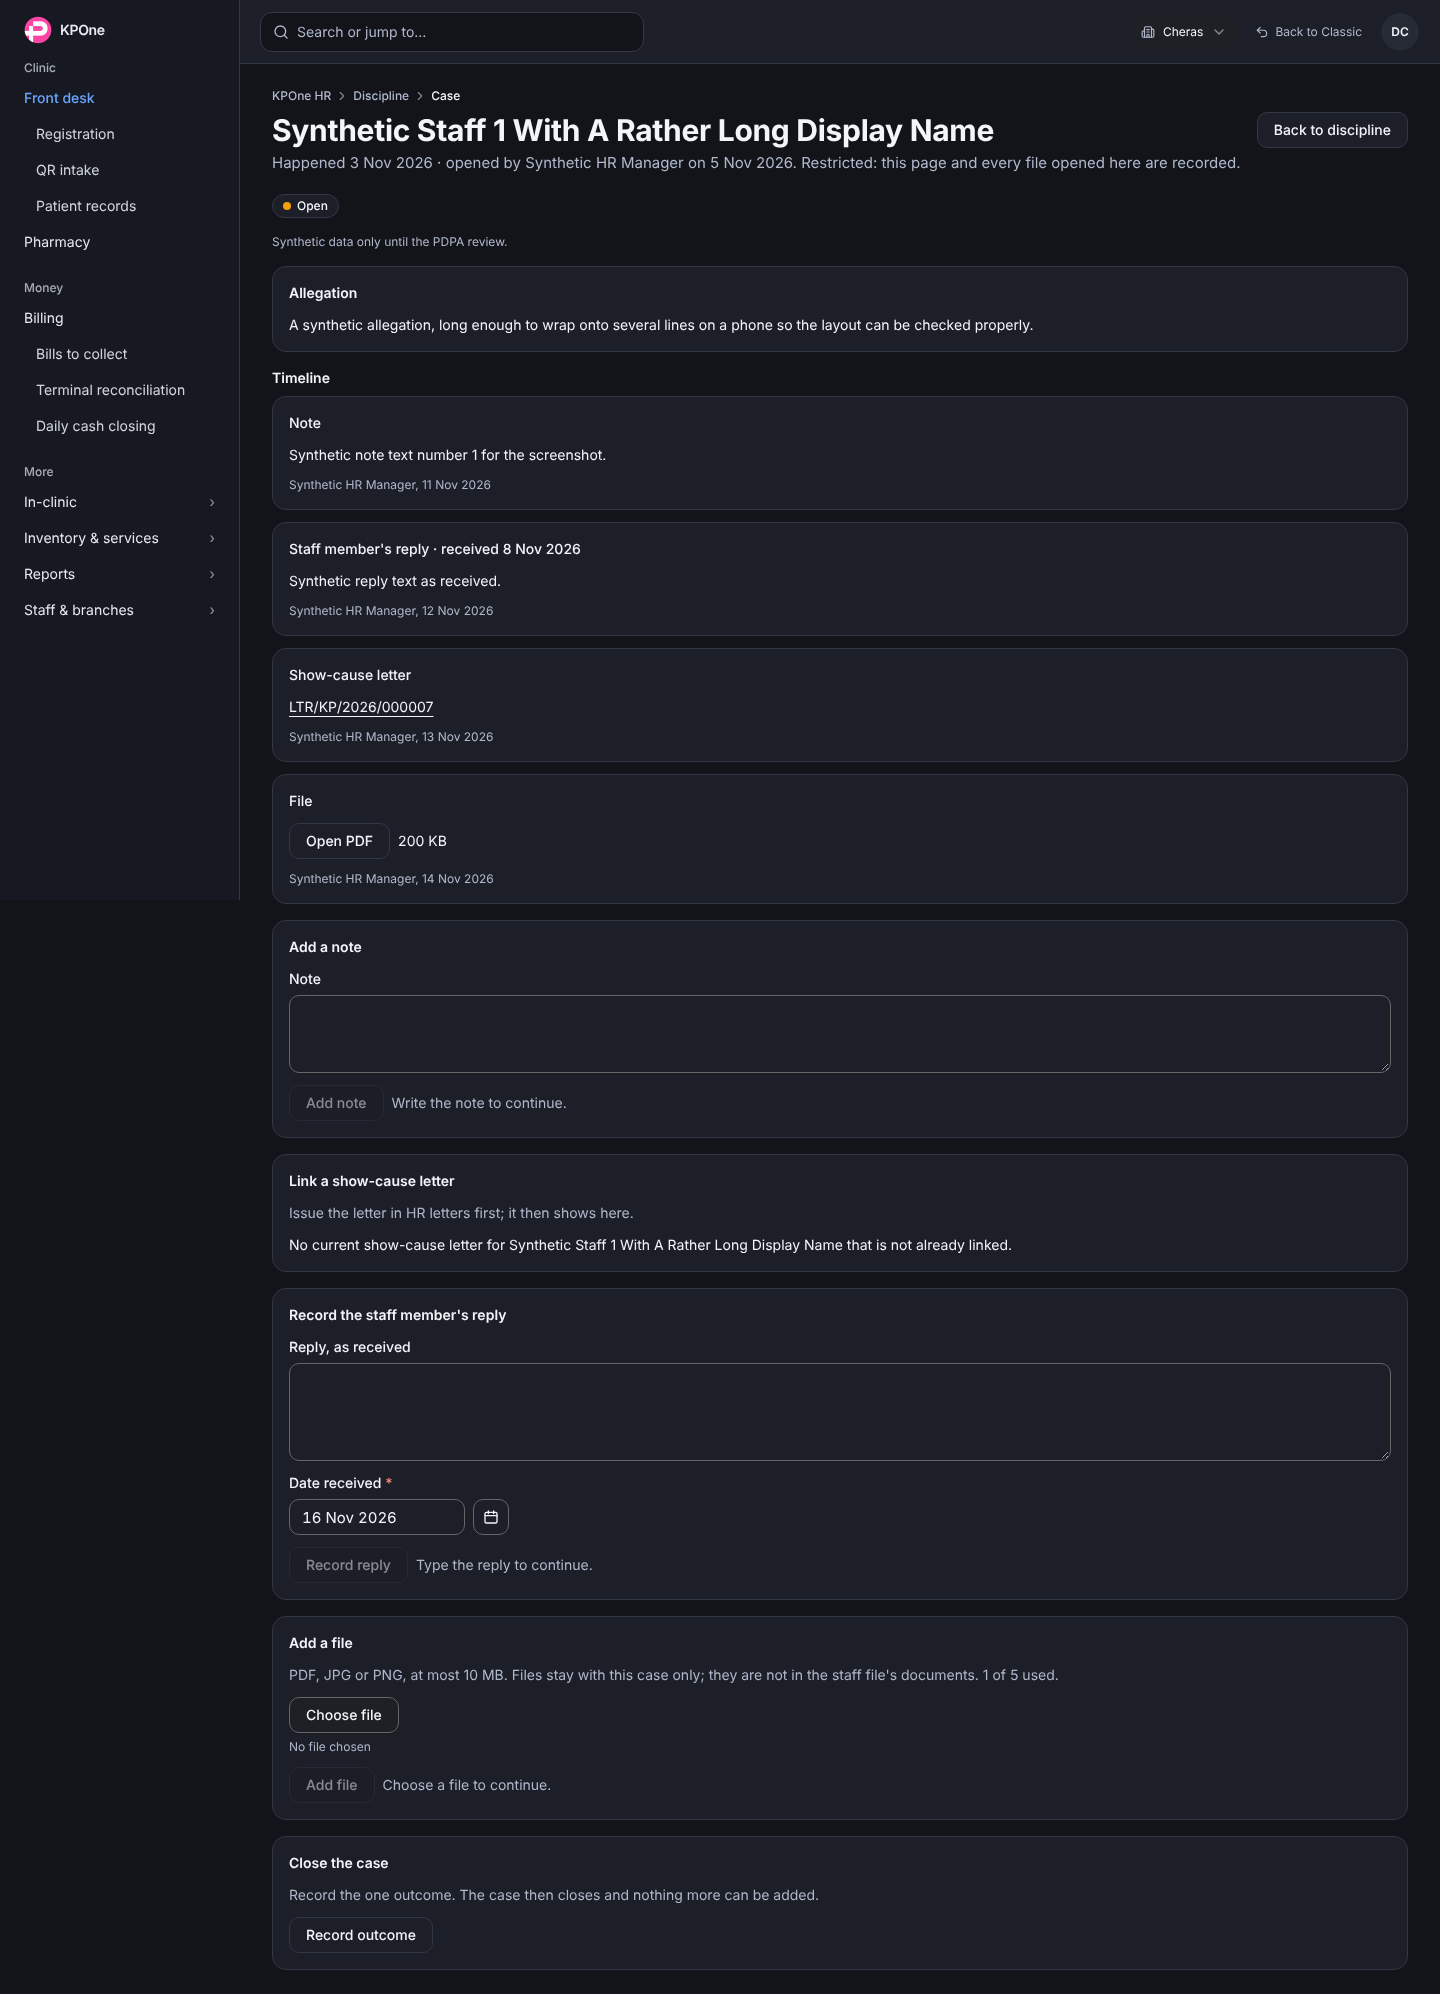 KPOne
Clinic
Front desk
Registration
QR intake
Patient records
Pharmacy
Money
Billing
Bills to collect
Terminal reconciliation
Daily cash closing
More
In-clinic
Inventory & services
Reports
Staff & branches
Search or jump to...
Cheras
Back to Classic
DC
KPOne HR > Discipline > Case
Synthetic Staff 1 With A Rather Long Display Name
Back to discipline
Happened 3 Nov 2026 · opened by Synthetic HR Manager on 5 Nov 2026. Restricted: this page and every file opened here are recorded.
Open
Synthetic data only until the PDPA review.
Allegation
A synthetic allegation, long enough to wrap onto several lines on a phone so the layout can be checked properly.
Timeline
Note
Synthetic note text number 1 for the screenshot.
Synthetic HR Manager, 11 Nov 2026
Staff member's reply · received 8 Nov 2026
Synthetic reply text as received.
Synthetic HR Manager, 12 Nov 2026
Show-cause letter
LTR/KP/2026/000007
Synthetic HR Manager, 13 Nov 2026
File
Open PDF 200 KB
Synthetic HR Manager, 14 Nov 2026
Add a note
Note
Add note Write the note to continue.
Link a show-cause letter
Issue the letter in HR letters first; it then shows here.
No current show-cause letter for Synthetic Staff 1 With A Rather Long Display Name that is not already linked.
Record the staff member's reply
Reply, as received
Date received *
16 Nov 2026
Record reply Type the reply to continue.
Add a file
PDF, JPG or PNG, at most 10 MB. Files stay with this case only; they are not in the staff file's documents. 1 of 5 used.
Choose file
No file chosen
Add file Choose a file to continue.
Close the case
Record the one outcome. The case then closes and nothing more can be added.
Record outcome